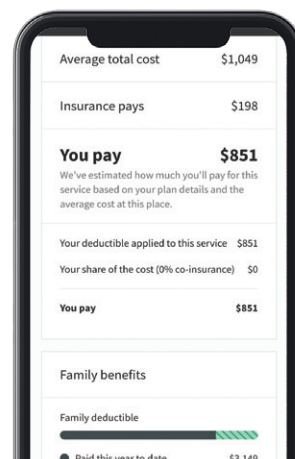 Average total cost $1,049
Insurance pays $198
You pay $851
We've estimated how much you'll pay for this
service based on your plan details and the
average cost at this place.
Your deductible applied to this service $851
Your share of the cost (0% co-insurance) $0
You pay $851
Family benefits
Family deductible
Paid this year to date $3,149